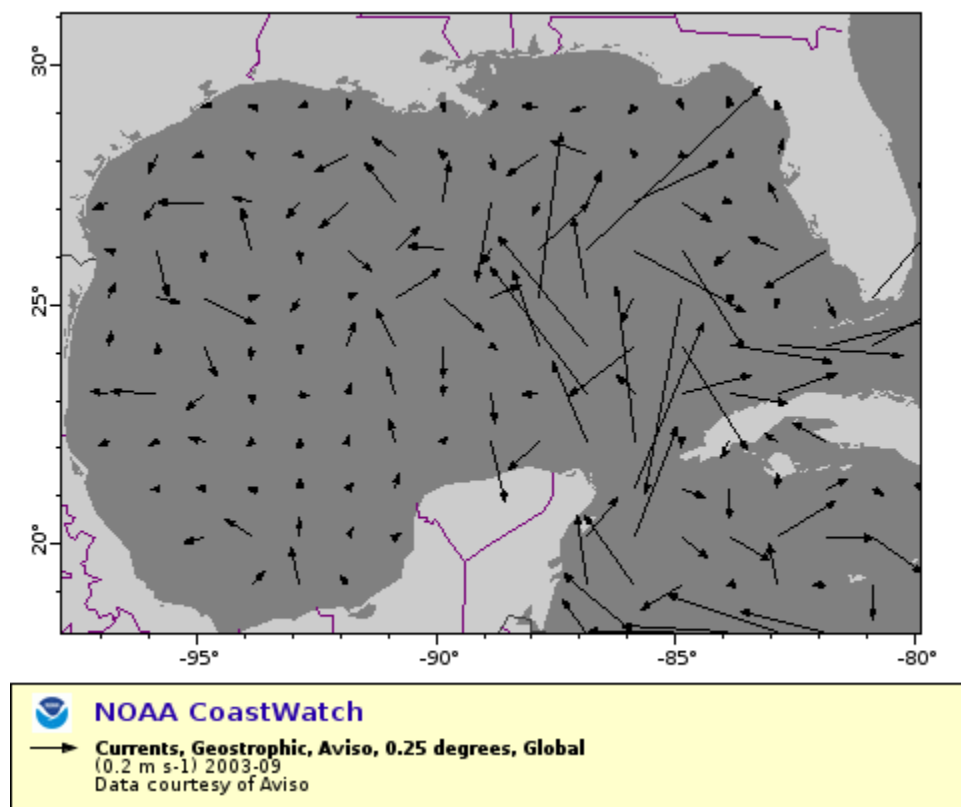 30°
25°
20°
-95° -90° -85° -80°
NOAA CoastWatch
Currents, Geostrophic, Aviso, 0.25 degrees, Global
(0.2 m s-1) 2003-09
Data courtesy of Aviso